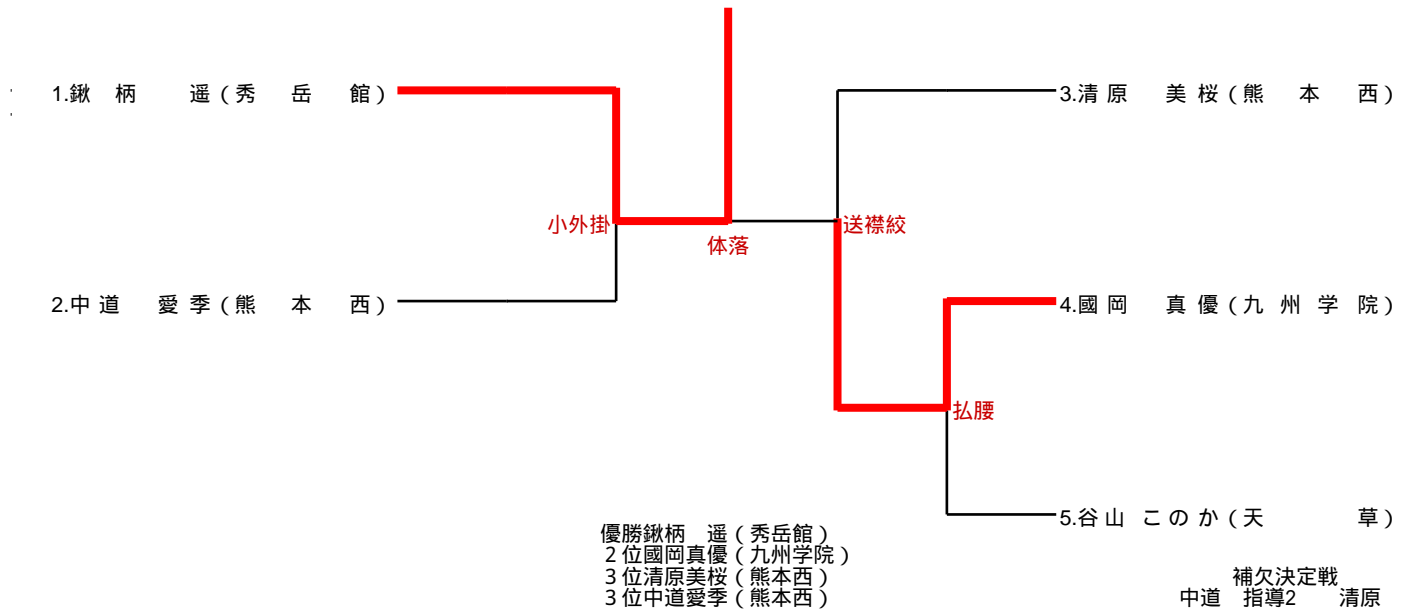 1.鍬柄 遥(秀岳館)
3.清原 美桜(熊本西)
小外掛
送襟絞
体落
2.中道 愛季(熊本西)
4.國岡 真優(九州学院)
払腰
5.谷山 このか(天草)
優勝鍬柄 遥(秀岳館)
2位國岡真優(九州学院)
3位清原美桜(熊本西)
3位中道愛季(熊本西)
補欠決定戦
中道 指導2 清原